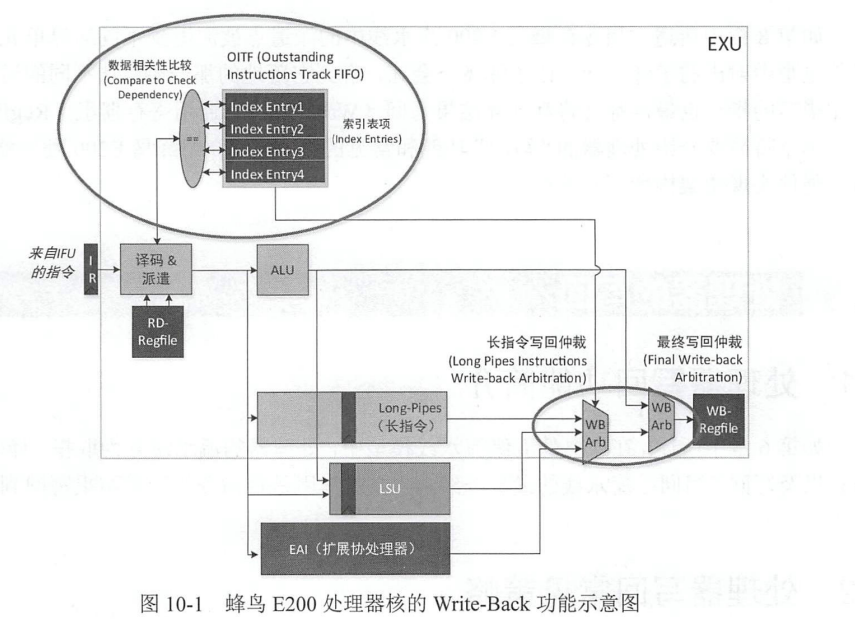 EXU
数据相关性比较
(Compare to Check
Dependency)
OITF (Outstanding
Instructions Track FIFO)
==
Index Entry1
Index Entry2
Index Entry3
Index Entry4
索引表项
(Index Entries)
来自IFU
的指令
I
R
译码 &
派遣
ALU
RD-
Regfile
长指令写回仲裁
(Long Pipes Instructions
Write-back Arbitration)
最终写回仲裁
(Final Write-back
Arbitration)
Long-Pipes
(长指令)
WB
Arb
WB
Arb
WB-
Regfile
LSU
EAI（扩展协处理器）
图 10-1 蜂鸟 E200 处理器核的 Write-Back 功能示意图